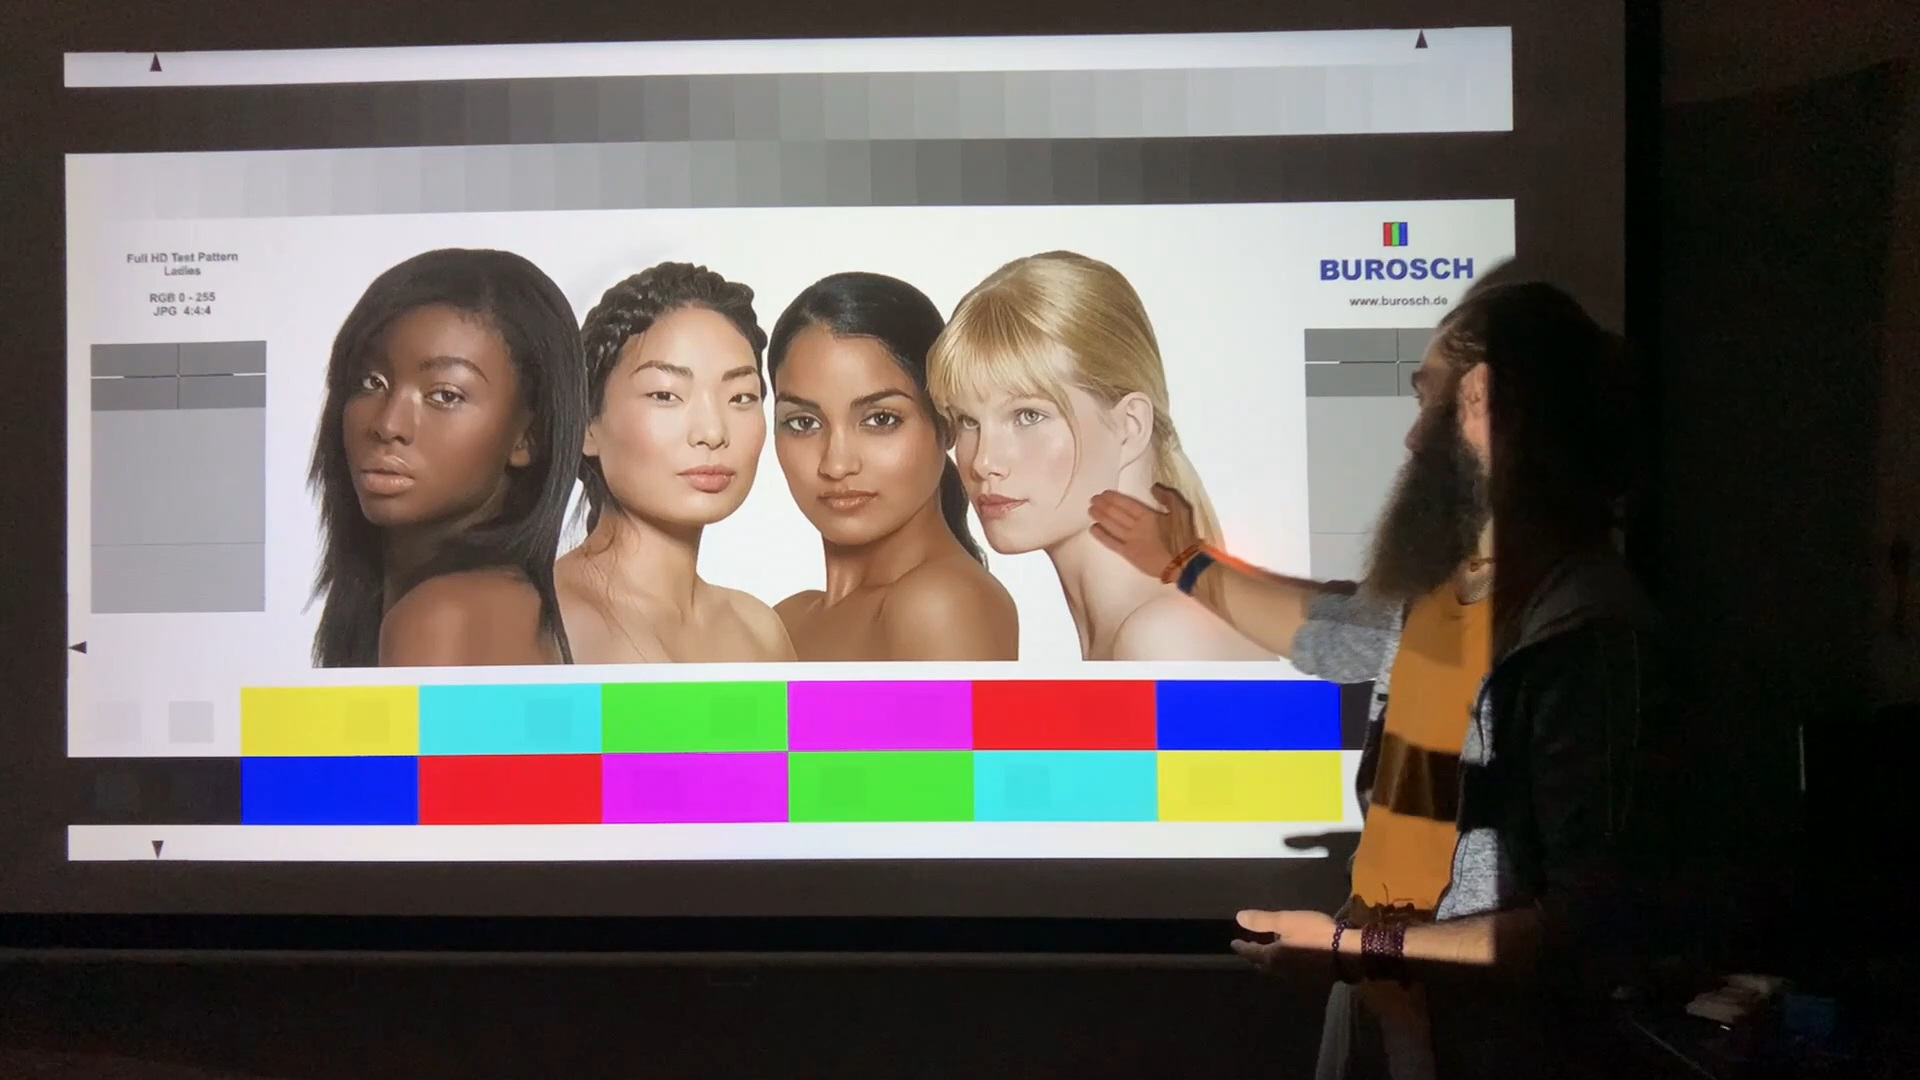 Full HD Test Pattern
Ladies
RGB 0 - 255
JPG 4:4:4
BUROSCH
www.burosch.de